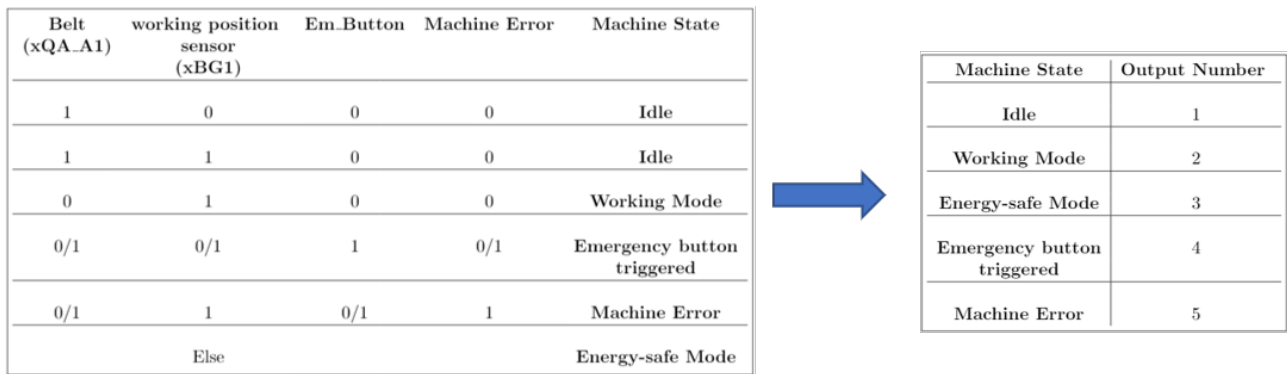 Belt working position Em_Button Machine Error Machine State
(xQA_A1) sensor
(xBG1)
1 0 0 0 Idle
1 1 0 0 Idle
0 1 0 0 Working Mode
0/1 0/1 1 0/1 Emergency button
triggered
0/1 1 0/1 1 Machine Error
Else Energy-safe Mode
Machine State Output Number
Idle 1
Working Mode 2
Energy-safe Mode 3
Emergency button 4
triggered
Machine Error 5